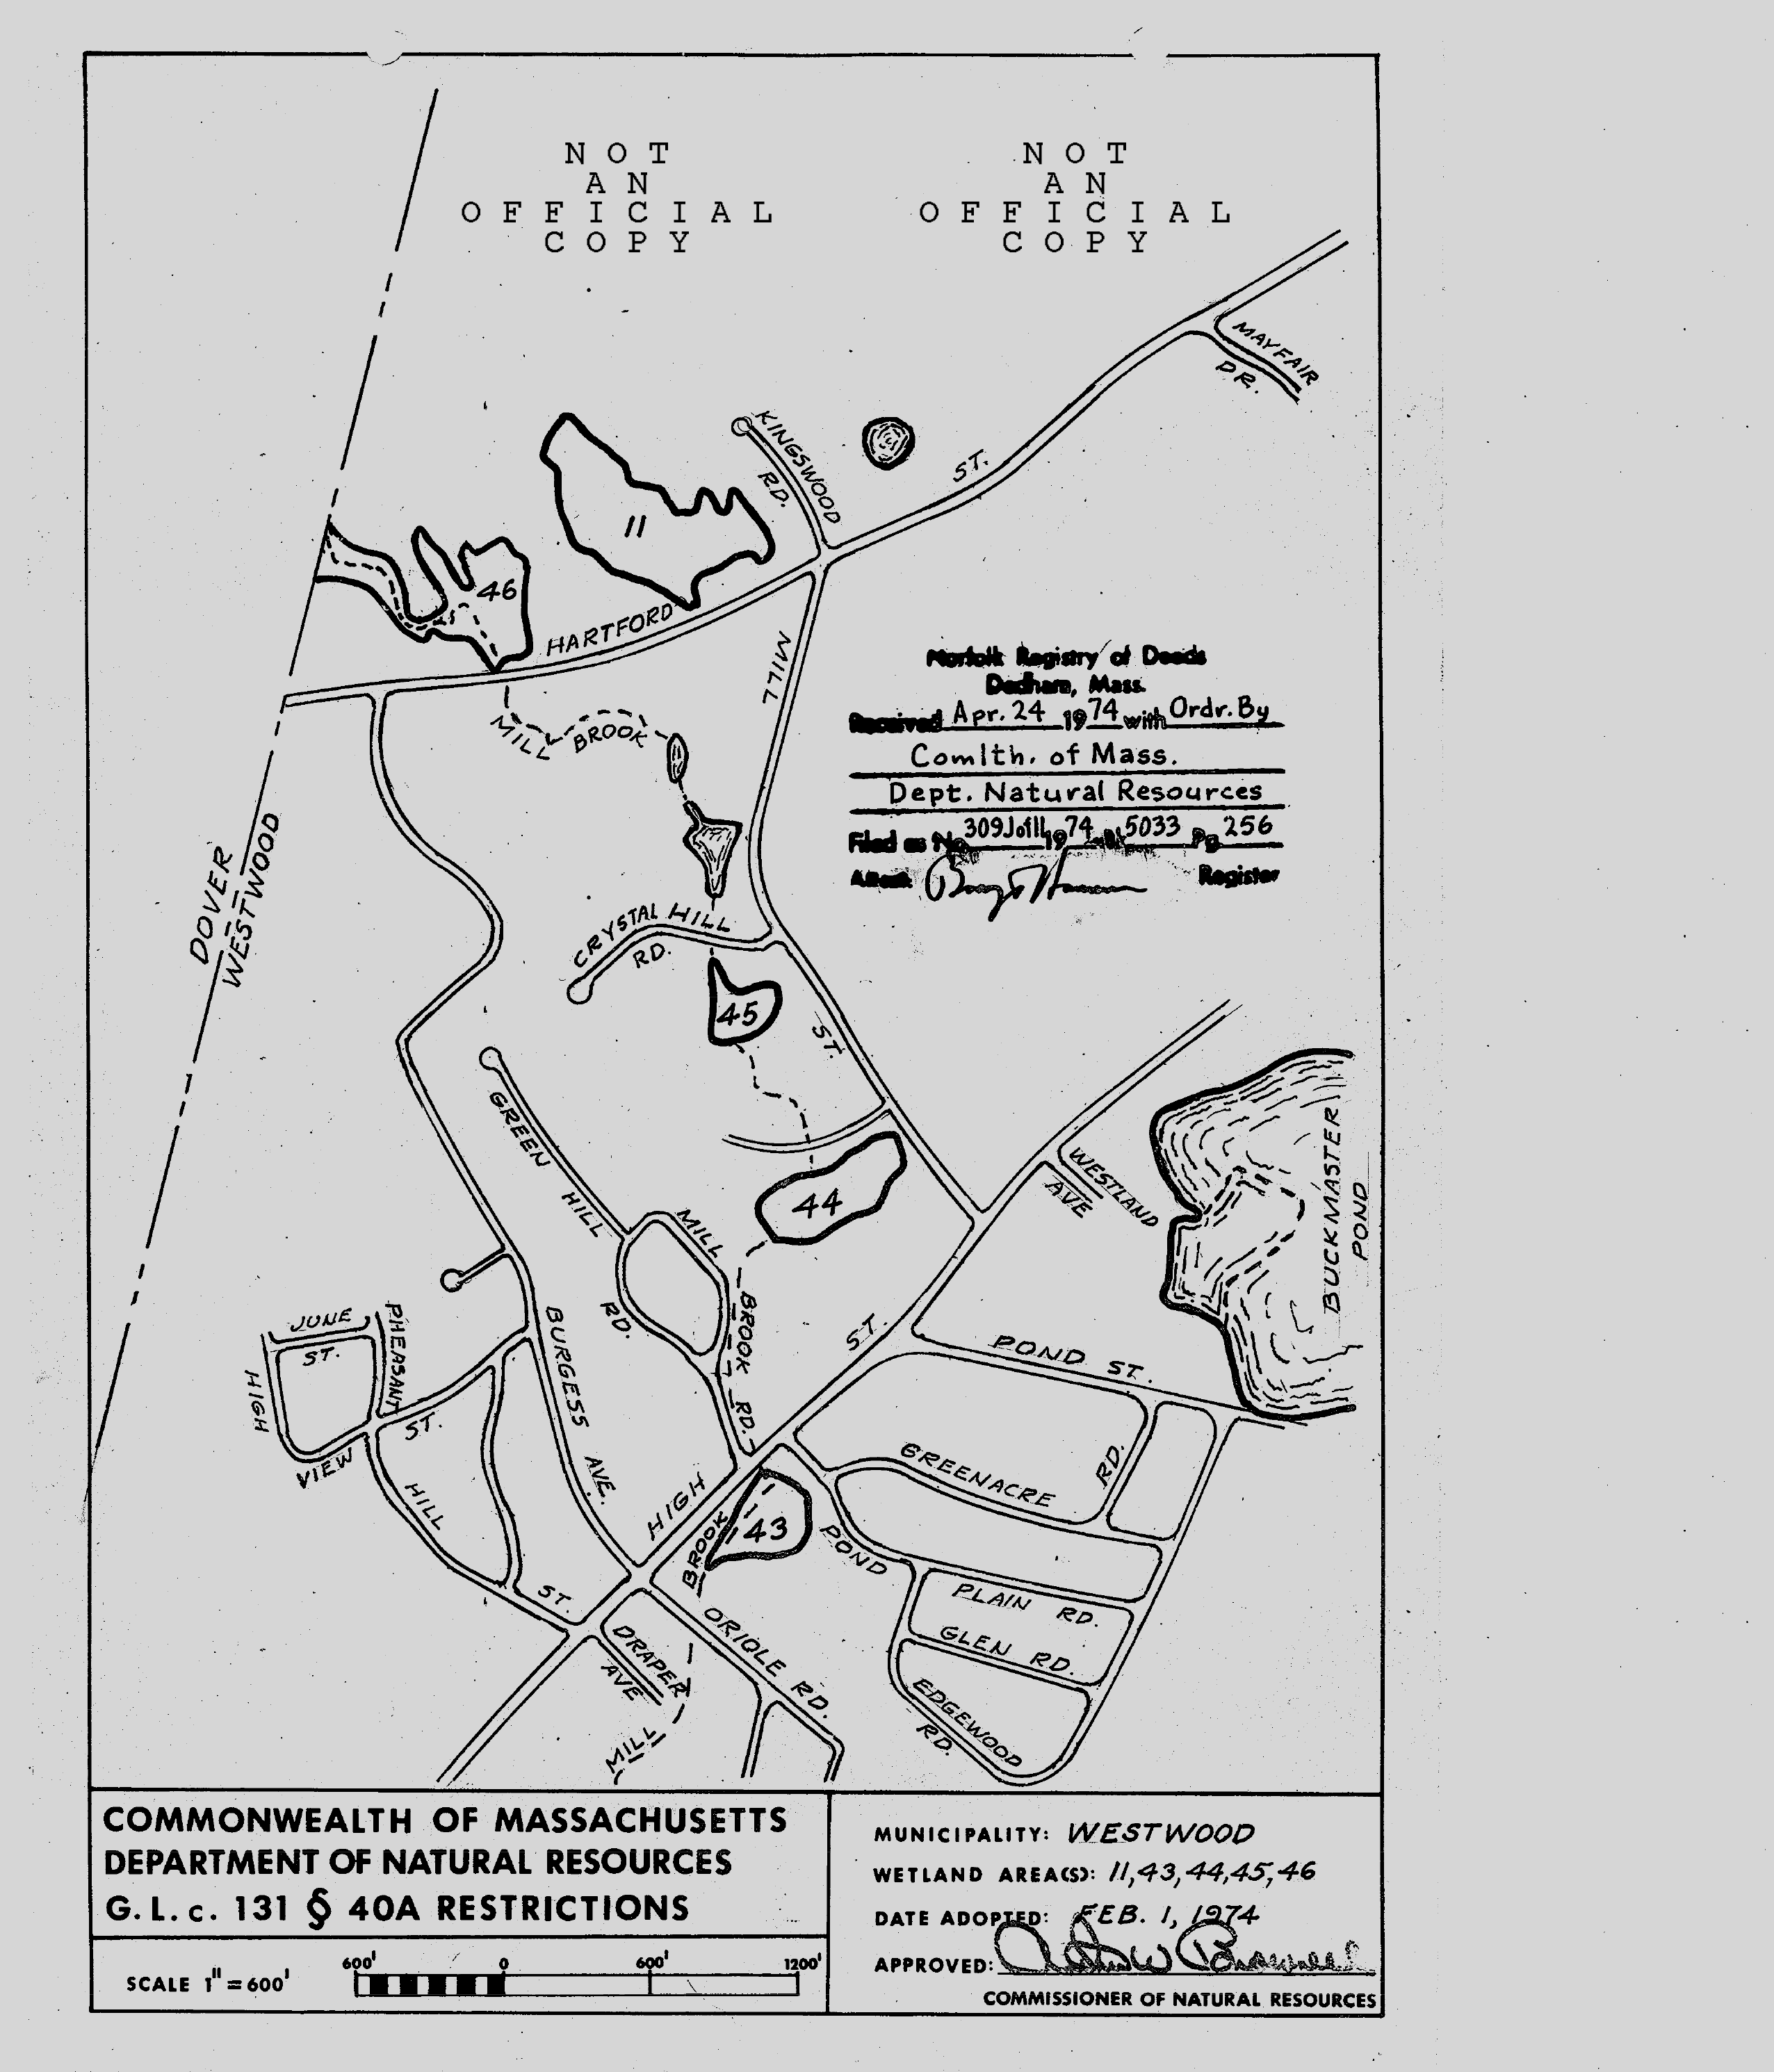 NOT
AN
OFFICIAL
COPY
NOT
AN
OFFICIAL
COPY
MAYFAIR
DR.
KINGSWOOD
RD.
ST.
11
46
HARTFORD
MILL
MILL BROOK
Norfolk Registry of Deeds
Dedham, Mass.
Received Apr. 24 1974 with Ordr. By
Comlth. of Mass.
Dept. Natural Resources
Filed as No. 309J of 11 1974 Bk 5033 Pg 256
Attest: Register
DOVER
WESTWOOD
CRYSTAL HILL
RD.
45
ST.
GREEN HILL
RD.
44
WESTLAND
AVE
BUCKMASTER
POND
MILL
BROOK
RD.
JUNE
ST.
PHEASANT
HIGH
VIEW
ST.
HILL
ST.
BURGESS
AVE.
ST.
HIGH
POND ST.
GREENACRE
RD.
BROOK
43
POND
PLAIN RD.
GLEN RD.
EDGEWOOD
RD.
ORIOLE RD.
DRAPER
AVE
MILL
COMMONWEALTH OF MASSACHUSETTS
DEPARTMENT OF NATURAL RESOURCES
G. L. c. 131 § 40A RESTRICTIONS
SCALE 1" = 600'
600' 0 600' 1200'
MUNICIPALITY: WESTWOOD
WETLAND AREA(S): 11, 43, 44, 45, 46
DATE ADOPTED: FEB. 1, 1974
APPROVED:
COMMISSIONER OF NATURAL RESOURCES